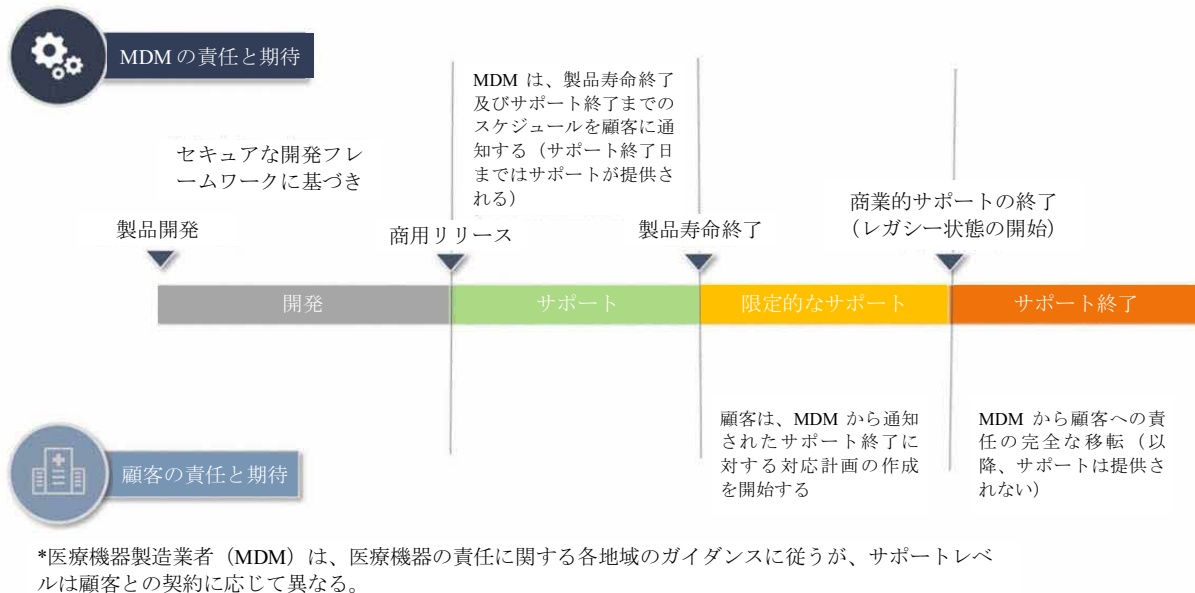 MDM の責任と期待
MDM は、製品寿命終了
及びサポート終了までの
スケジュールを顧客に通
知する（サポート終了日
まではサポートが提供さ
れる）
セキュアな開発フレ
ームワークに基づき
製品開発
商用リリース
製品寿命終了
商業的サポートの終了
（レガシー状態の開始）
開発
サポート
限定的なサポート
サポート終了
顧客の責任と期待
顧客は、MDM から通知
されたサポート終了に
対する対応計画の作成
を開始する
MDM から顧客への責
任の完全な移転（以
降、サポートは提供さ
れない）
*医療機器製造業者（MDM）は、医療機器の責任に関する各地域のガイダンスに従うが、サポートレベ
ルは顧客との契約に応じて異なる。